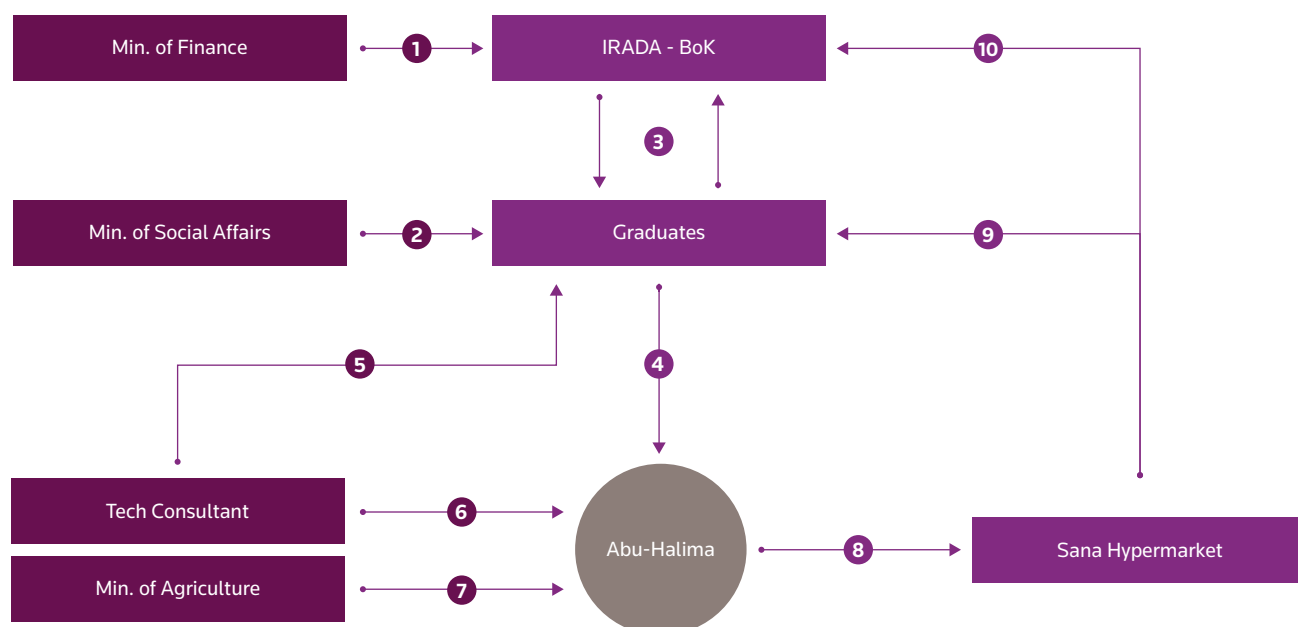 Min. of Finance
1
IRADA - BoK
10
3
Min. of Social Affairs
2
Graduates
9
5
4
Tech Consultant
6
Abu-Halima
8
Sana Hypermarket
Min. of Agriculture
7